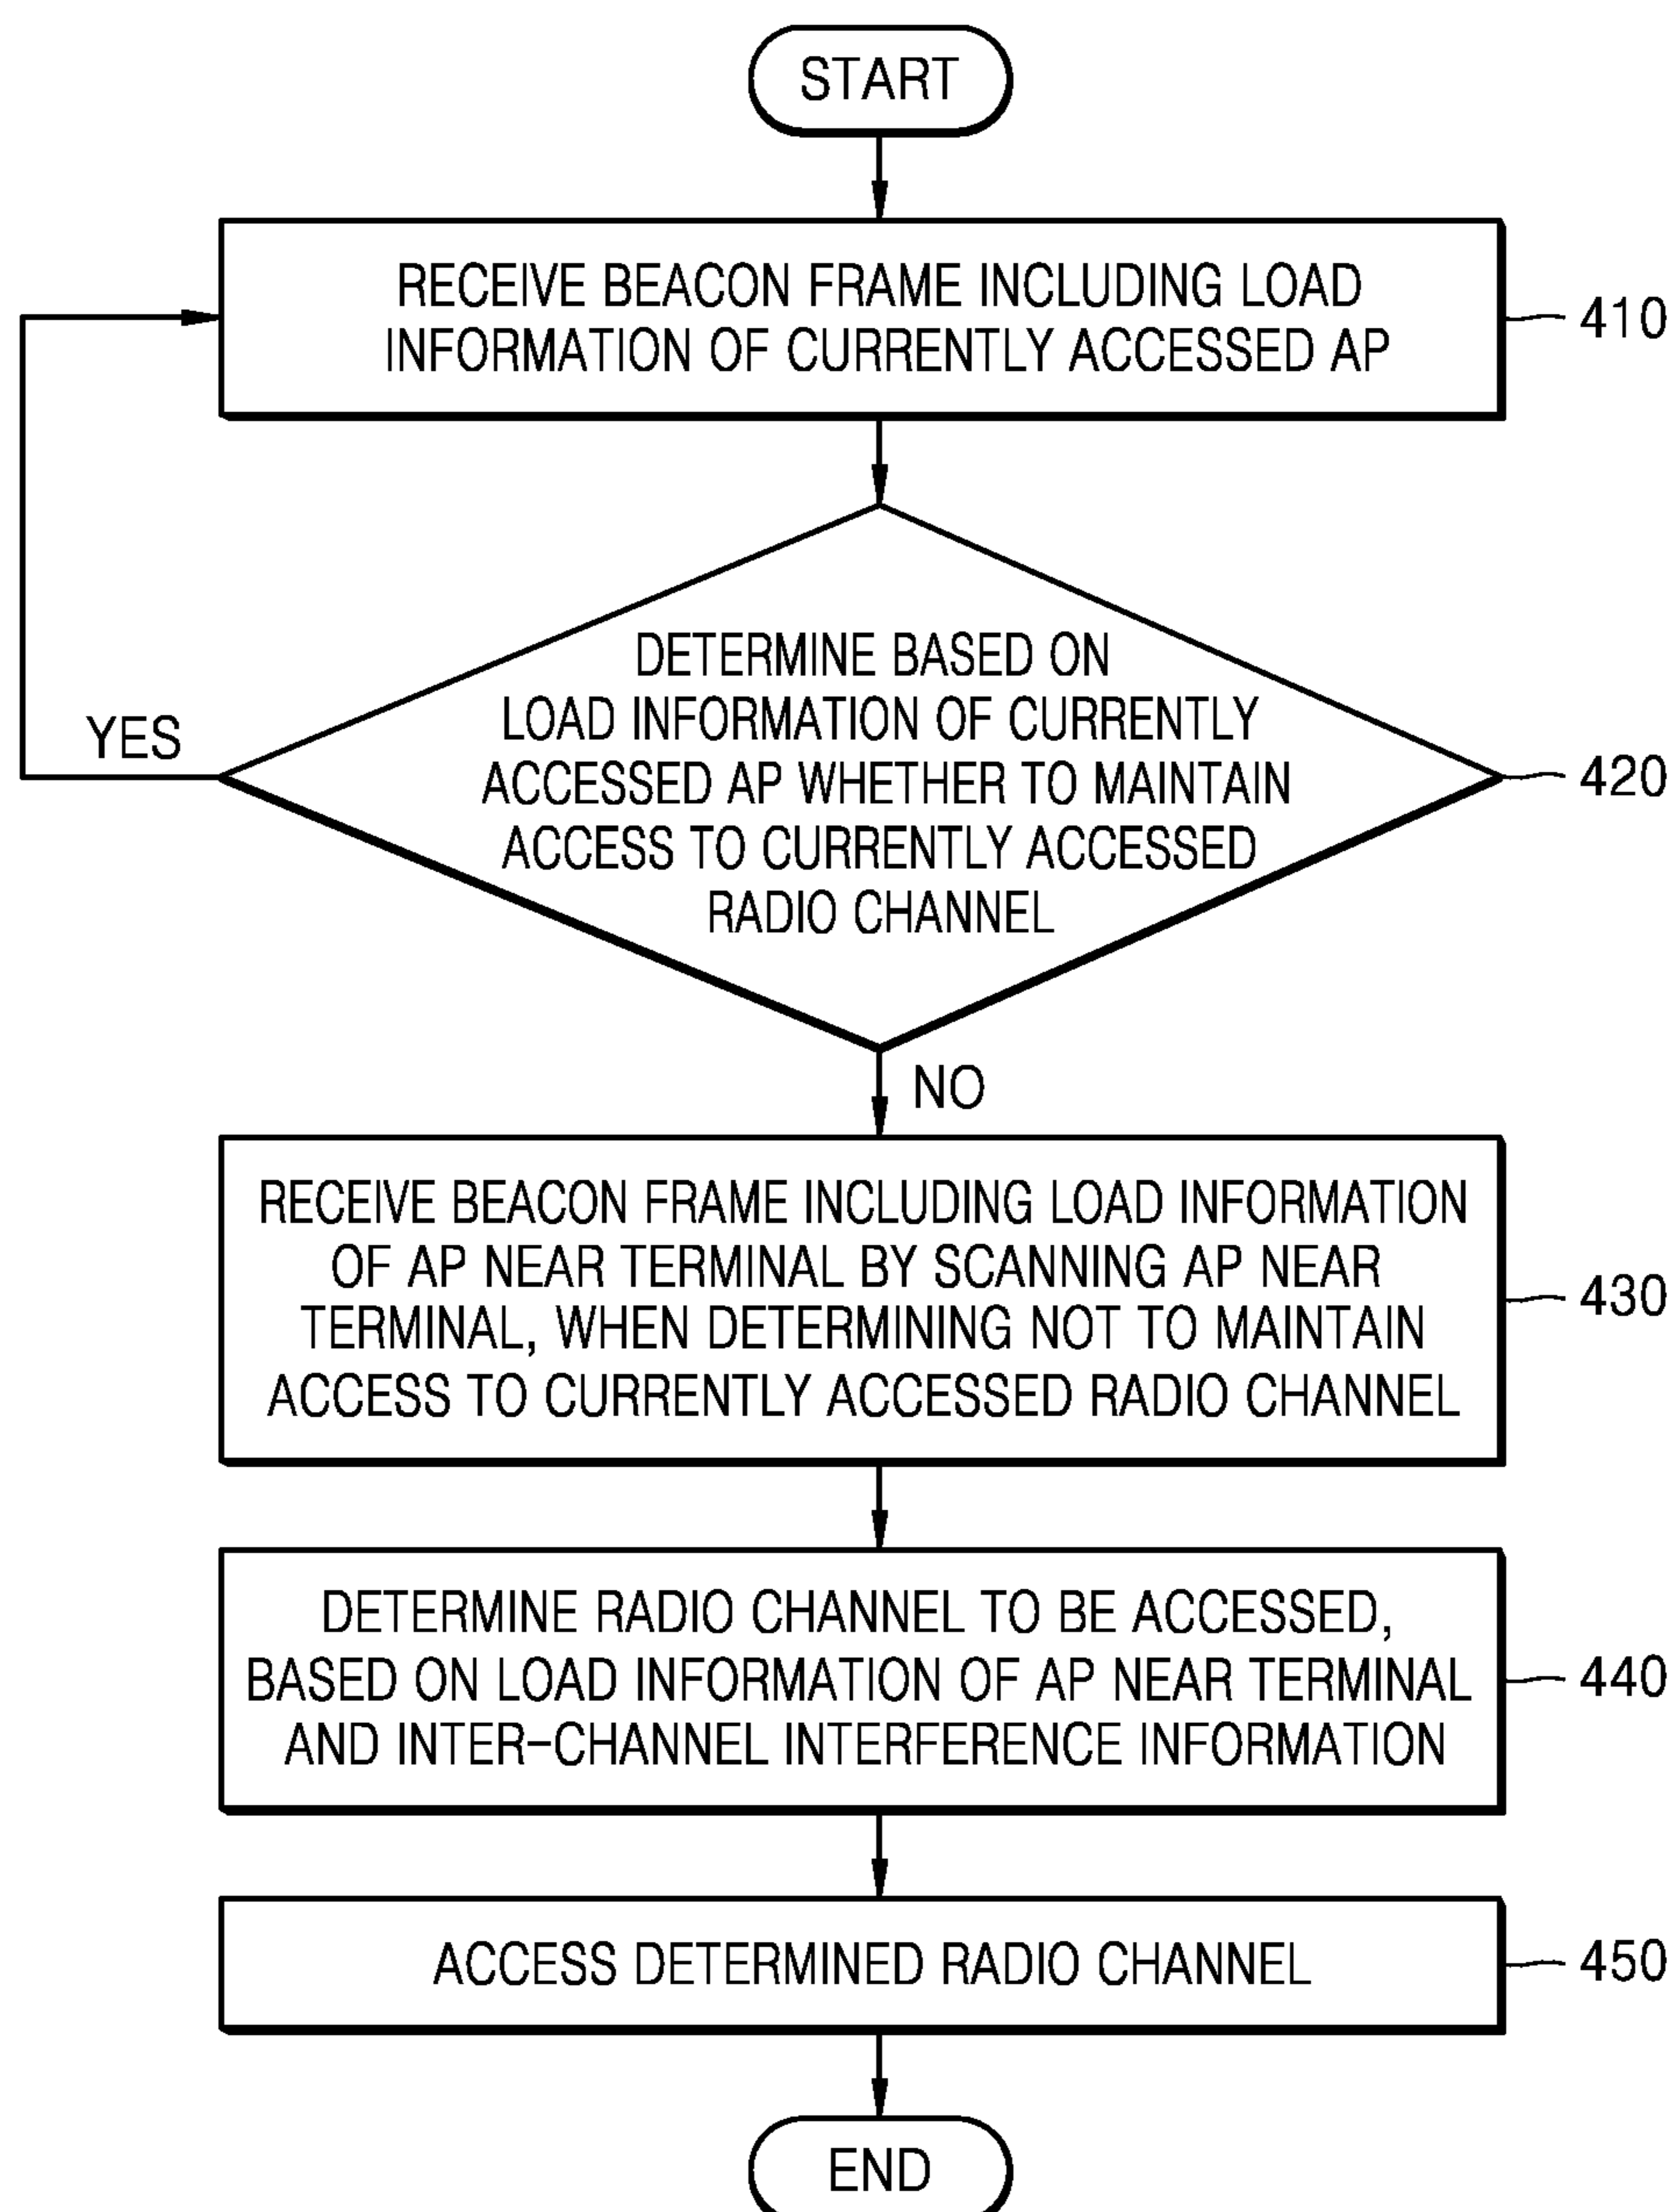 START
RECEIVE BEACON FRAME INCLUDING LOAD
INFORMATION OF CURRENTLY ACCESSED AP
410
DETERMINE BASED ON
LOAD INFORMATION OF CURRENTLY
ACCESSED AP WHETHER TO MAINTAIN
ACCESS TO CURRENTLY ACCESSED
RADIO CHANNEL
YES
420
NO
RECEIVE BEACON FRAME INCLUDING LOAD INFORMATION
OF AP NEAR TERMINAL BY SCANNING AP NEAR
TERMINAL, WHEN DETERMINING NOT TO MAINTAIN
ACCESS TO CURRENTLY ACCESSED RADIO CHANNEL
430
DETERMINE RADIO CHANNEL TO BE ACCESSED,
BASED ON LOAD INFORMATION OF AP NEAR TERMINAL
AND INTER-CHANNEL INTERFERENCE INFORMATION
440
ACCESS DETERMINED RADIO CHANNEL
450
END